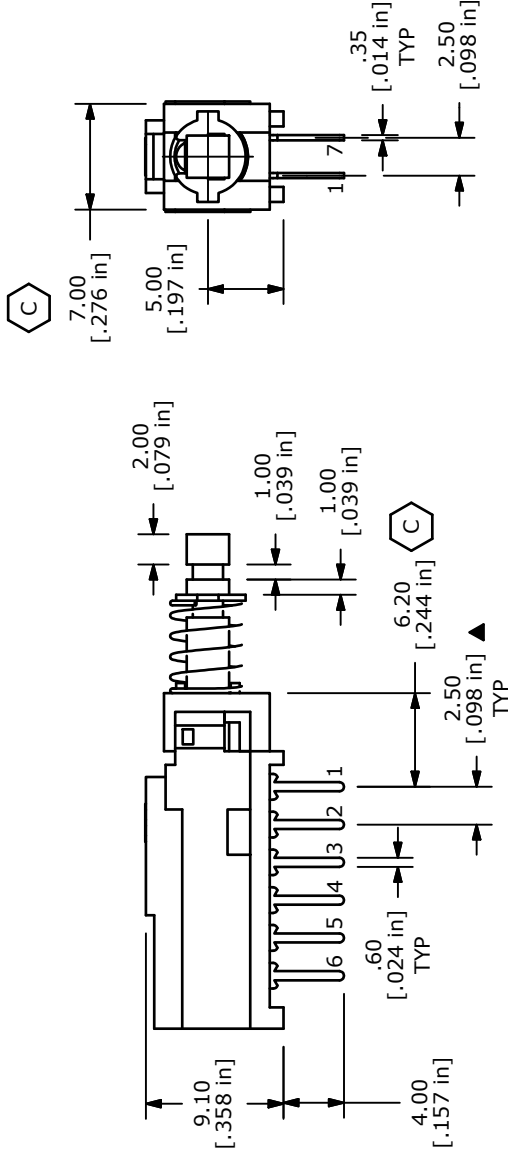 C
7.00
[.276 in]
5.00
[.197 in]
.35
[.014 in]
TYP
2.50
[.098 in]
1
7
2.00
[.079 in]
1.00
[.039 in]
1.00
[.039 in]
C
6.20
[.244 in]
2.50
[.098 in] ▲
TYP
6 5 4 3 2 1
.60
[.024 in]
TYP
9.10
[.358 in]
4.00
[.157 in]